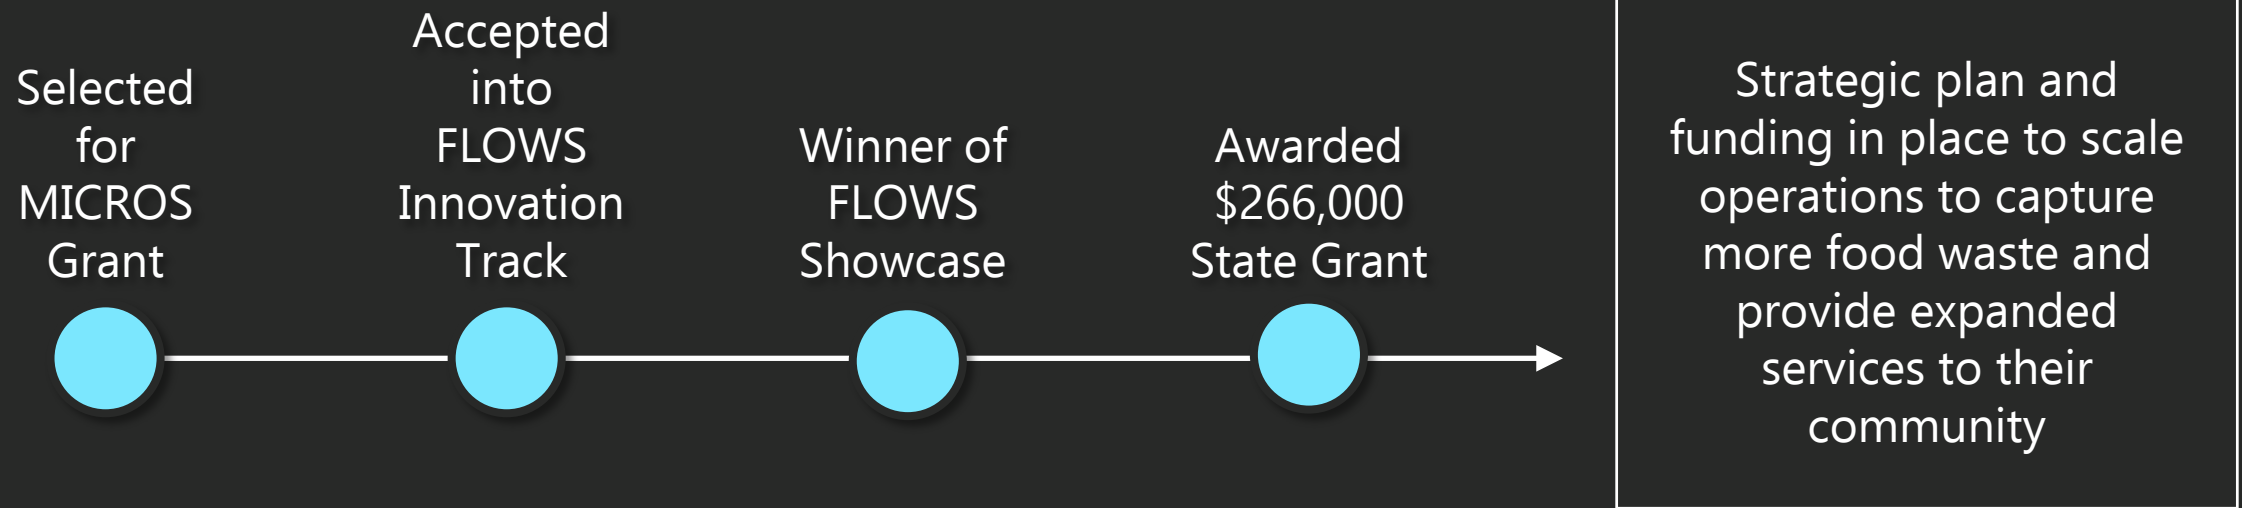 Selected
for
MICROS
Grant
Accepted
into
FLOWS
Innovation
Track
Winner of
FLOWS
Showcase
Awarded
$266,000
State Grant
Strategic plan and
funding in place to scale
operations to capture
more food waste and
provide expanded
services to their
community